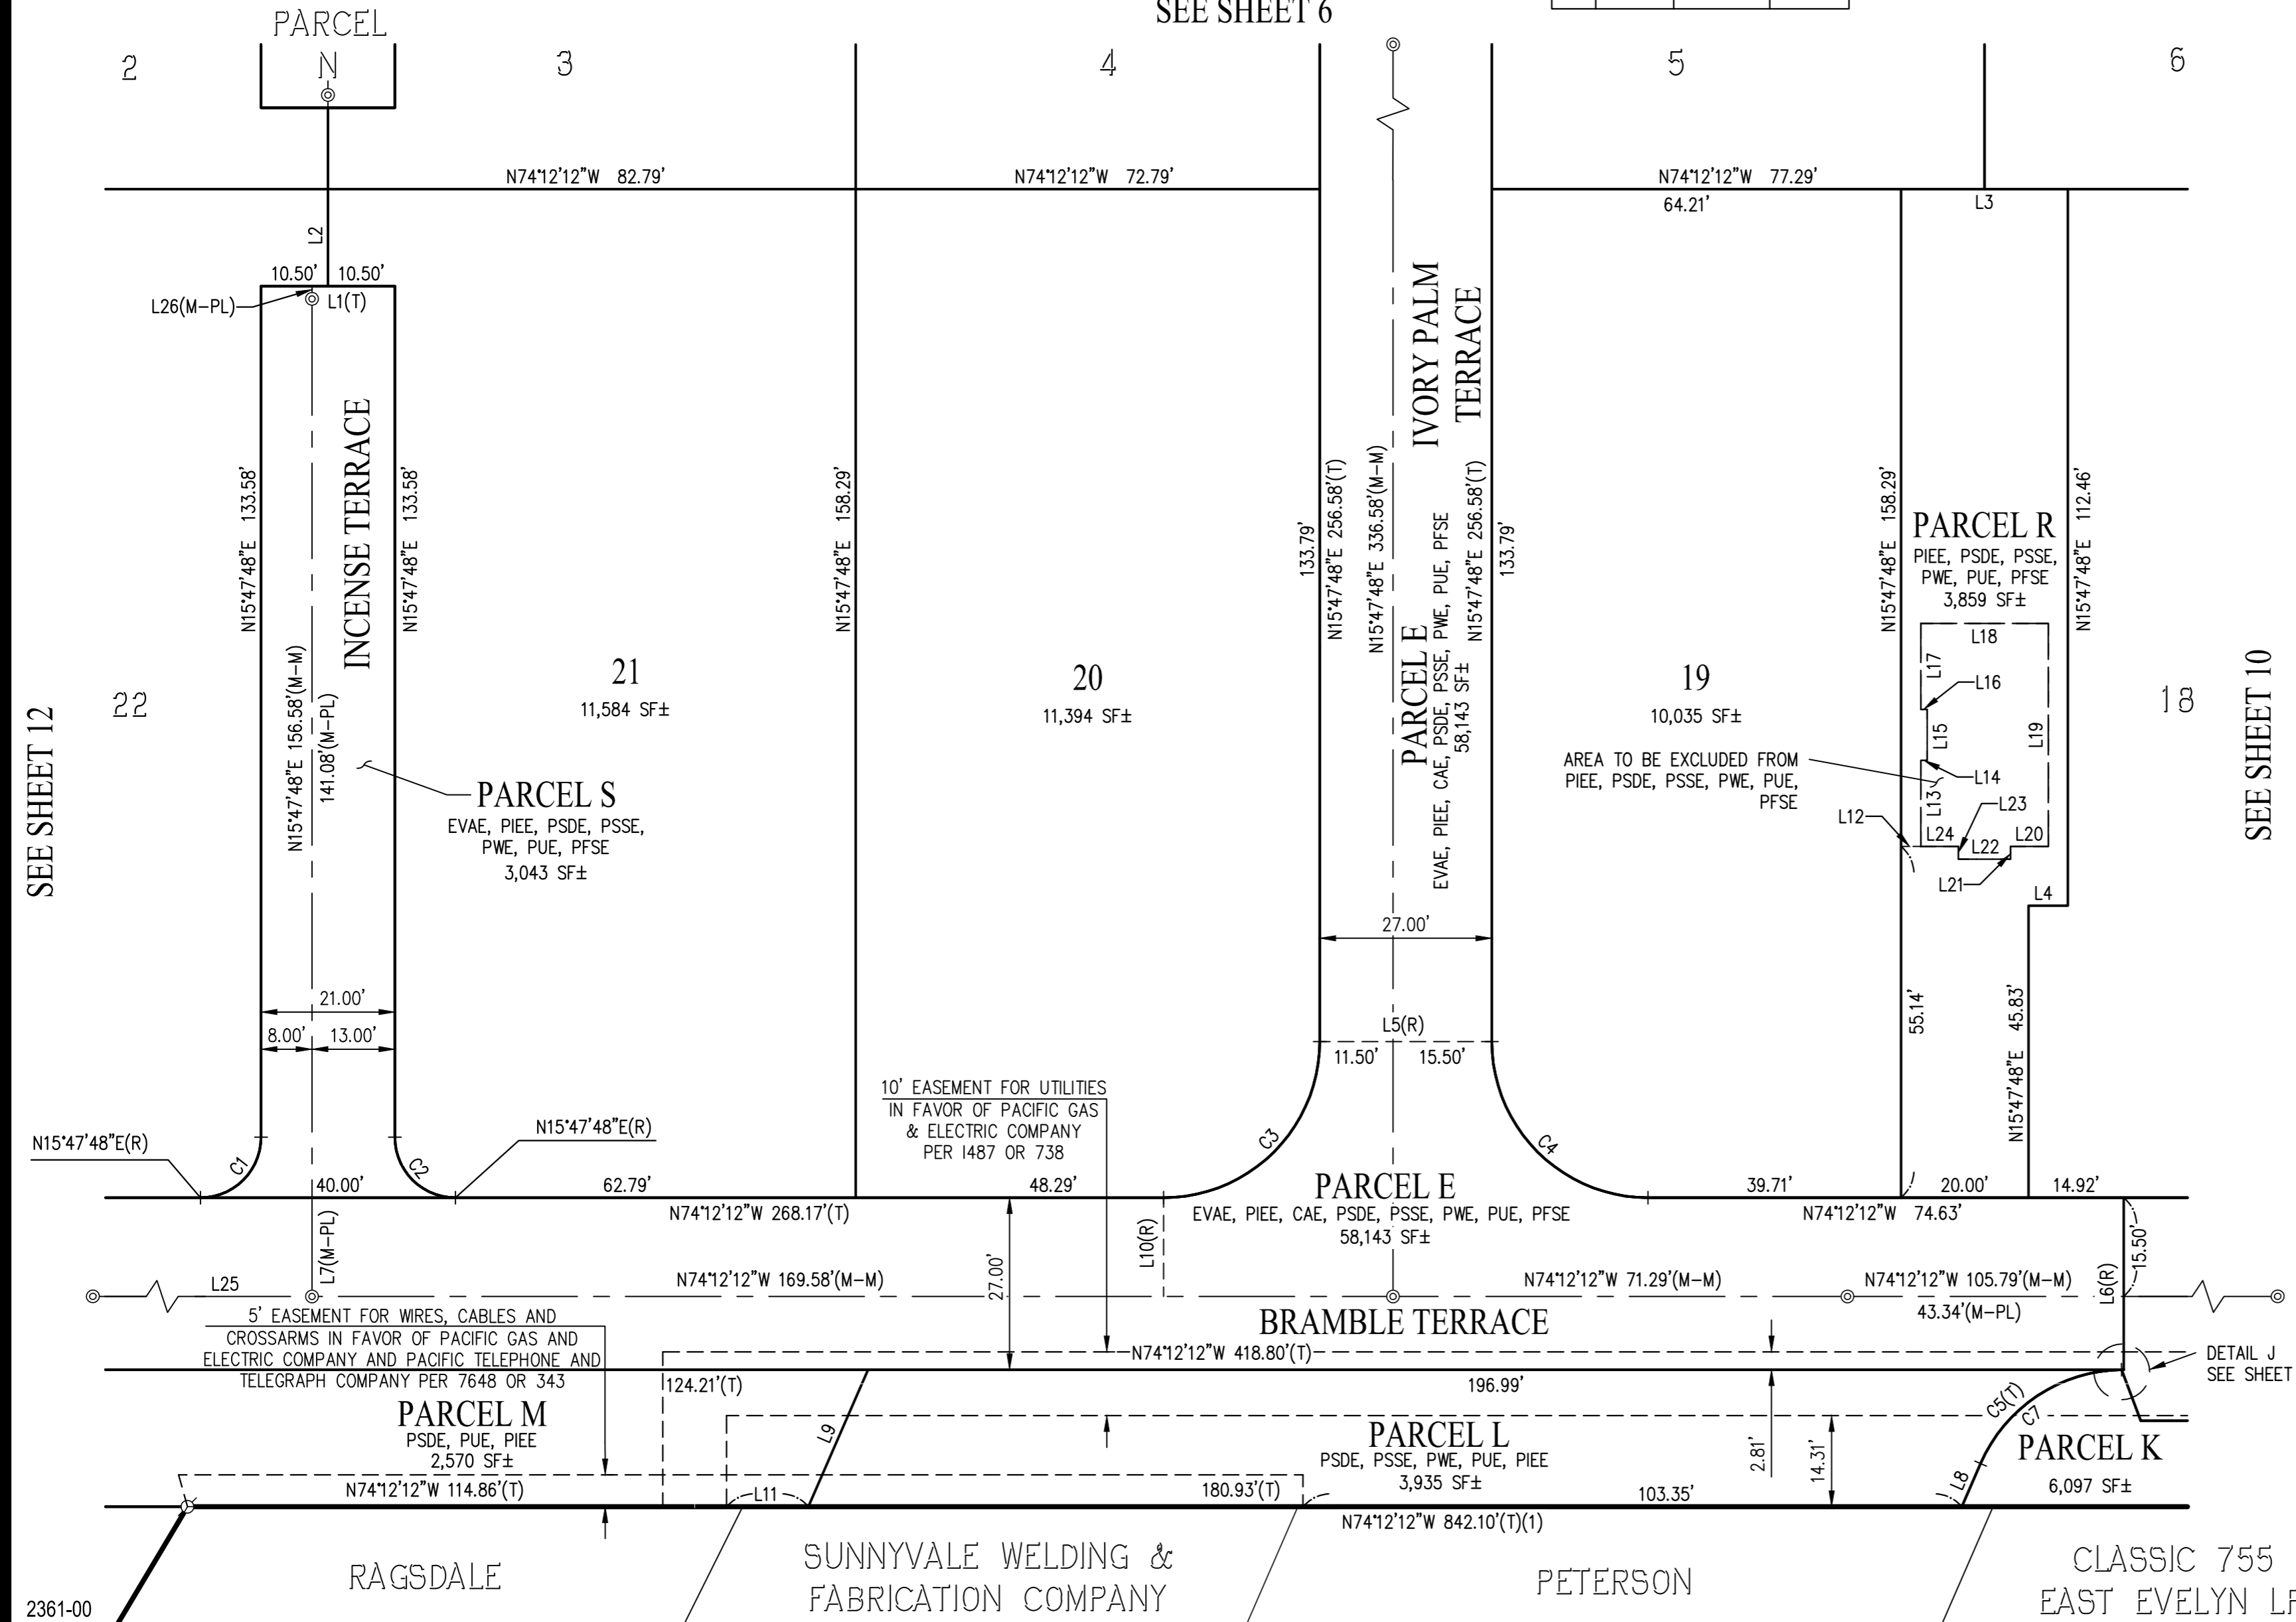 SEE SHEET 6
PARCEL
N
2
3
4
5
6
N74°12'12"W 82.79'
N74°12'12"W 72.79'
N74°12'12"W 77.29'
64.21'
L3
L2
10.50'
10.50'
L26(M-PL)
L1(T)
INCENSE TERRACE
N15°47'48"E 133.58'
N15°47'48"E 133.58'
N15°47'48"E 156.58'(M-M)
141.08'(M-PL)
N15°47'48"E 158.29'
IVORY PALM
TERRACE
133.79'
N15°47'48"E 256.58'(T)
N15°47'48"E 336.58'(M-M)
N15°47'48"E 256.58'(T)
133.79'
PARCEL E
EVAE, PIEE, CAE, PSDE, PSSE, PWE, PUE, PFSE
58,143 SF±
N15°47'48"E 158.29'
PARCEL R
PIEE, PSDE, PSSE,
PWE, PUE, PFSE
3,859 SF±
N15°47'48"E 112.46'
L18
L17
L16
L15
L19
L14
L13
L23
L12
L24
L22
L20
L21
L4
SEE SHEET 12
22
21
11,584 SF±
20
11,394 SF±
19
10,035 SF±
18
SEE SHEET 10
AREA TO BE EXCLUDED FROM
PIEE, PSDE, PSSE, PWE, PUE,
PFSE
PARCEL S
EVAE, PIEE, PSDE, PSSE,
PWE, PUE, PFSE
3,043 SF±
27.00'
21.00'
8.00'
13.00'
L5(R)
11.50'
15.50'
55.14'
N15°47'48"E 45.83'
10' EASEMENT FOR UTILITIES
IN FAVOR OF PACIFIC GAS
& ELECTRIC COMPANY
PER 1487 OR 738
N15°47'48"E(R)
N15°47'48"E(R)
C1
C2
C3
C4
40.00'
62.79'
48.29'
PARCEL E
EVAE, PIEE, CAE, PSDE, PSSE, PWE, PUE, PFSE
58,143 SF±
39.71'
20.00'
14.92'
N74°12'12"W 268.17'(T)
N74°12'12"W 74.63'
L7(M-PL)
L10(R)
27.00'
15.50'
L6(R)
L25
N74°12'12"W 169.58'(M-M)
N74°12'12"W 71.29'(M-M)
N74°12'12"W 105.79'(M-M)
43.34'(M-PL)
BRAMBLE TERRACE
5' EASEMENT FOR WIRES, CABLES AND
CROSSARMS IN FAVOR OF PACIFIC GAS AND
ELECTRIC COMPANY AND PACIFIC TELEPHONE AND
TELEGRAPH COMPANY PER 7648 OR 343
N74°12'12"W 418.80'(T)
DETAIL J
SEE SHEET
124.21'(T)
196.99'
C5(T)
C7
PARCEL M
PSDE, PUE, PIEE
2,570 SF±
L9
PARCEL L
PSDE, PSSE, PWE, PUE, PIEE
3,935 SF±
2.81'
14.31'
PARCEL K
6,097 SF±
L8
N74°12'12"W 114.86'(T)
L11
180.93'(T)
103.35'
N74°12'12"W 842.10'(T)(1)
RAGSDALE
SUNNYVALE WELDING &
FABRICATION COMPANY
PETERSON
CLASSIC 755
EAST EVELYN LP
2361-00